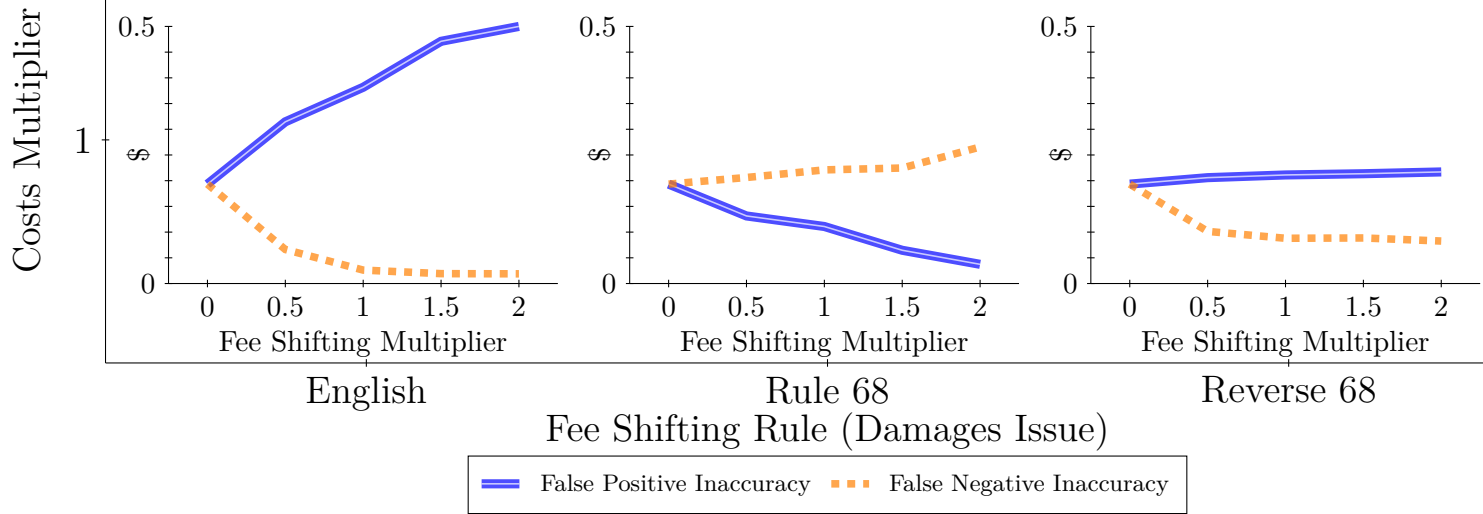 Costs Multiplier
1
0.5
$
0
0 0.5 1 1.5 2
Fee Shifting Multiplier
0.5
$
0
0 0.5 1 1.5 2
Fee Shifting Multiplier
0.5
$
0
0 0.5 1 1.5 2
Fee Shifting Multiplier
English Rule 68 Reverse 68
Fee Shifting Rule (Damages Issue)
False Positive Inaccuracy False Negative Inaccuracy